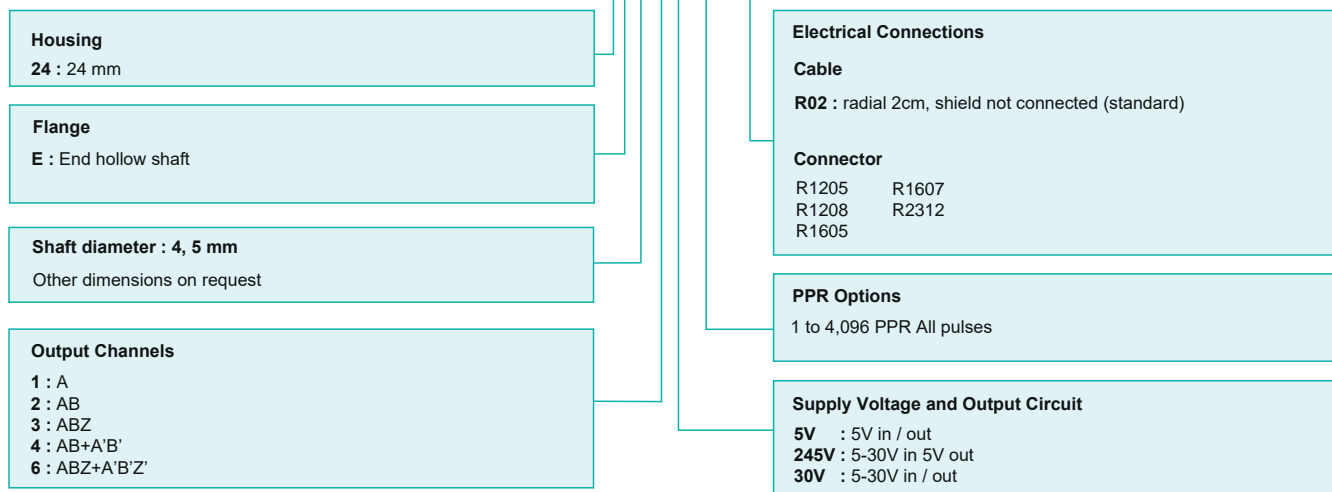 Housing
24 : 24 mm
Flange
E : End hollow shaft
Shaft diameter : 4, 5 mm
Other dimensions on request
Output Channels
1 : A
2 : AB
3 : ABZ
4 : AB+A’B’
6 : ABZ+A’B’Z’
Electrical Connections
Cable
R02 : radial 2cm, shield not connected (standard)
Connector
R1205 R1607
R1208 R2312
R1605
PPR Options
1 to 4,096 PPR All pulses
Supply Voltage and Output Circuit
5V : 5V in / out
245V : 5-30V in 5V out
30V : 5-30V in / out